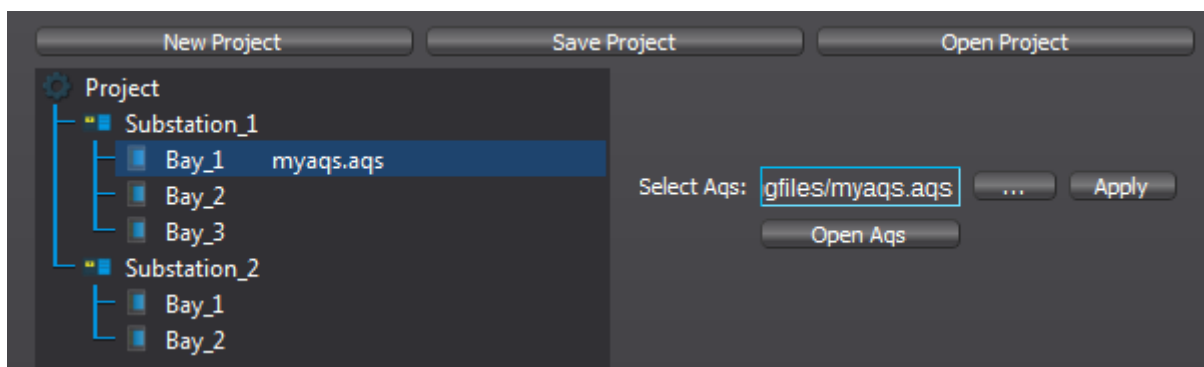 New Project Save Project Open Project
Project
Substation_1
Bay_1 myaqs.aqs
Bay_2
Bay_3
Substation_2
Bay_1
Bay_2
Select Aqs: gfiles/myaqs.aqs ... Apply
Open Aqs